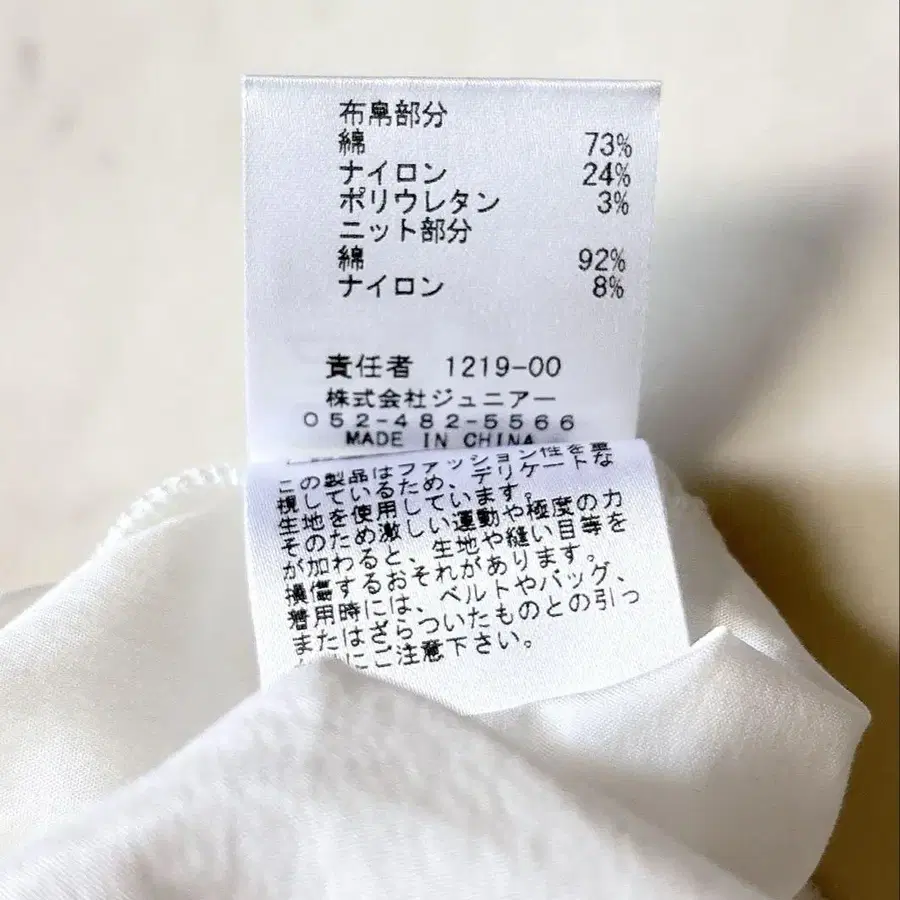 布帛部分
綿 73%
ナイロン 24%
ポリウレタン 3%
ニット部分
綿 92%
ナイロン 8%
責任者 1219-00
株式会社ジュニアー
052-482-5566
MADE IN CHINA
この製品はファッション性を重
視しているため、デリケートな
生地を使用しています。
そのため激しい運動や極度の力
が加わると、生地や縫い目等を
損傷するおそれがあります。
着用時には、ベルトやバッグ、
またはざらついたものとの引っ
にご注意下さい。